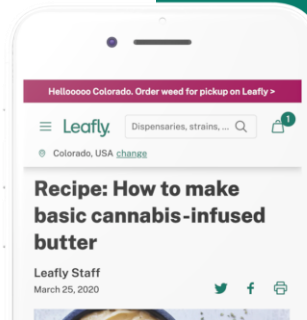 Hellooooo Colorado. Order weed for pickup on Leafly >
Leafly. Dispensaries, strains, ... 1
Colorado, USA change
Recipe: How to make
basic cannabis-infused
butter
Leafly Staff
March 25, 2020